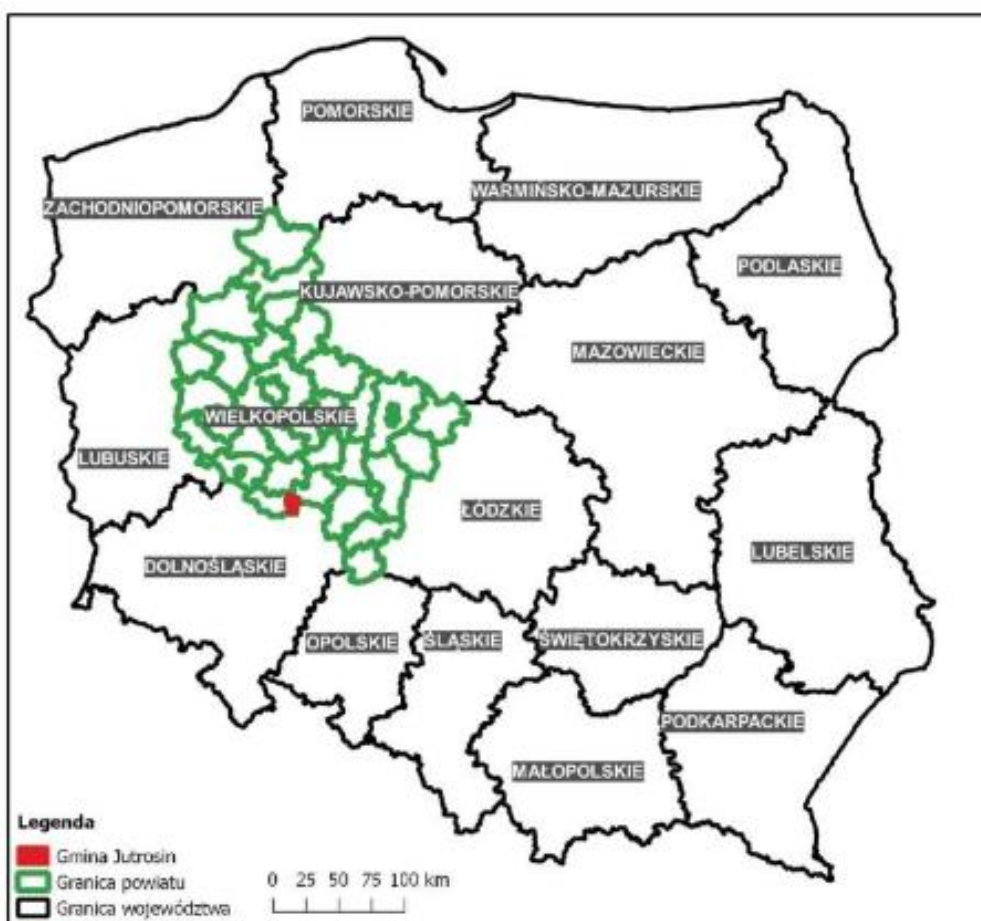 POMORSKIE
WARMIŃSKO-MAZURSKIE
ZACHODNIOPOMORSKIE
PODLASKIE
KUJAWSKO-POMORSKIE
MAZOWIECKIE
WIELKOPOLSKIE
LUBUSKIE
ŁÓDZKIE
LUBELSKIE
DOLNOŚLĄSKIE
OPOLSKIE
ŚLĄSKIE
ŚWIĘTOKRZYSKIE
PODKARPACKIE
MAŁOPOLSKIE
Legenda
Gmina Jutrosin
Granica powiatu
Granica województwa
0 25 50 75 100 km